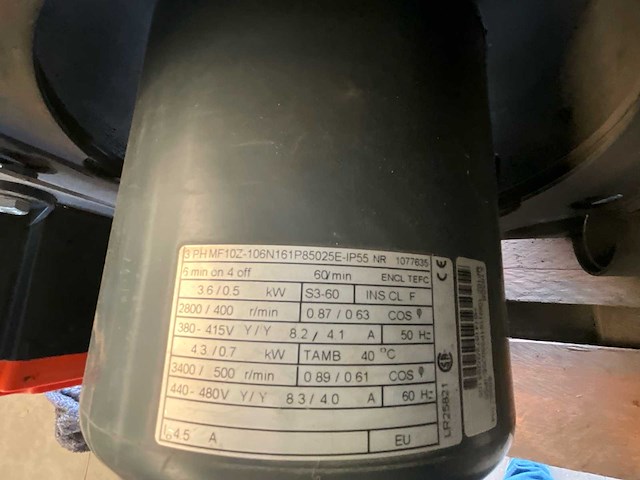 3 PH MF10Z-106N161P85025E-IP55 NR 1077635
6 min on 4 off 60/min ENCL TEFC
3.6 / 0.5 kW S3-60 INS CL F
2800 / 400 r/min 0.87 / 0.63 COS φ
380-415V Y / Y 8.2 / 4.1 A 50 Hz
4.3 / 0.7 kW TAMB 40 °C
3400 / 500 r/min 0.89 / 0.61 COS φ
440-480V Y / Y 8.3 / 4.0 A 60 Hz
45 A EU
CE
LR25821